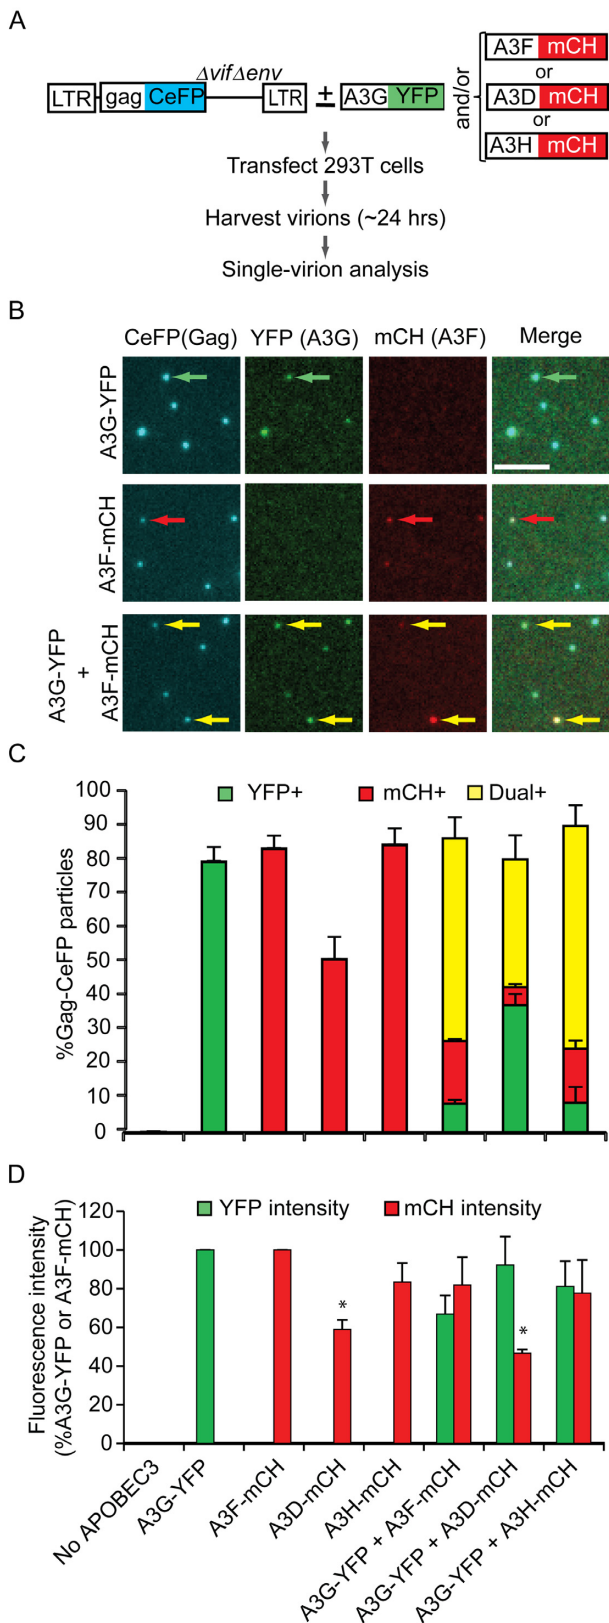 A
ΔvifΔenv
LTR gag CeFP LTR ± A3G YFP and/or
A3F mCH
or
A3D mCH
or
A3H mCH
Transfect 293T cells
Harvest virions (~24 hrs)
Single-virion analysis
B
CeFP(Gag) YFP (A3G) mCH (A3F) Merge
A3G-YFP
A3F-mCH
A3G-YFP
+
A3F-mCH
C
YFP+ mCH+ Dual+
%Gag-CeFP particles
100
90
80
70
60
50
40
30
20
10
0
D
YFP intensity mCH intensity
Fluorescence intensity
(%A3G-YFP or A3F-mCH)
120
100
80
60
40
20
0
*
*
No APOBEC3
A3G-YFP
A3F-mCH
A3D-mCH
A3H-mCH
A3G-YFP + A3F-mCH
A3G-YFP + A3D-mCH
A3G-YFP + A3H-mCH